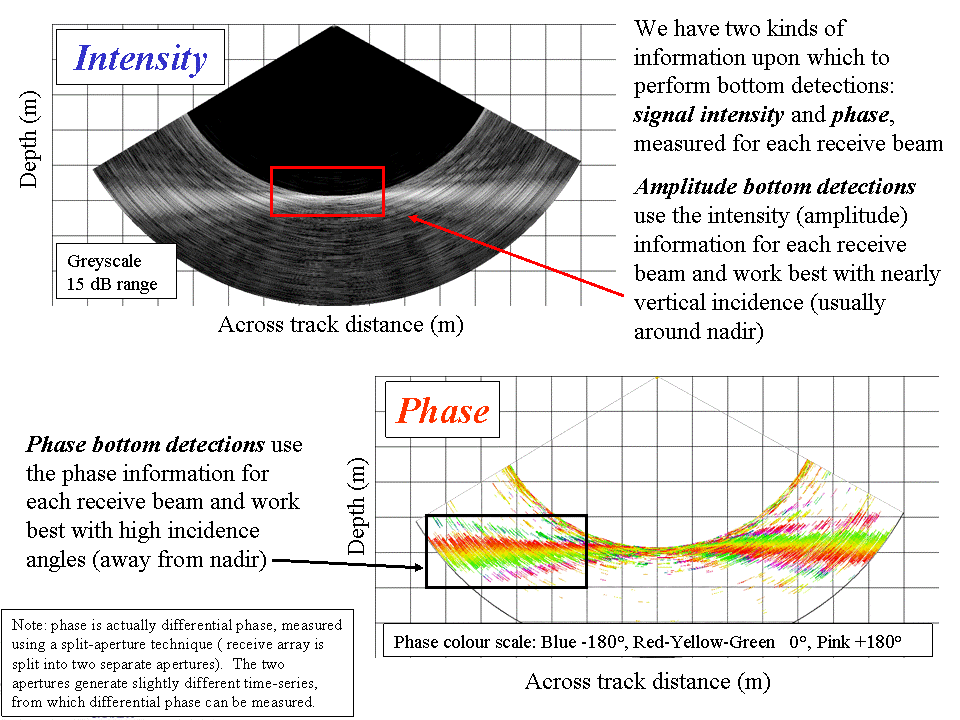 Intensity
Depth (m)
Greyscale
15 dB range
Across track distance (m)
We have two kinds of
information upon which to
perform bottom detections:
signal intensity and phase,
measured for each receive beam
Amplitude bottom detections
use the intensity (amplitude)
information for each receive
beam and work best with nearly
vertical incidence (usually
around nadir)
Phase bottom detections use
the phase information for
each receive beam and work
best with high incidence
angles (away from nadir)
Phase
Depth (m)
Phase colour scale: Blue -180°, Red-Yellow-Green 0°, Pink +180°
Across track distance (m)
Note: phase is actually differential phase, measured
using a split-aperture technique ( receive array is
split into two separate apertures). The two
apertures generate slightly different time-series,
from which differential phase can be measured.